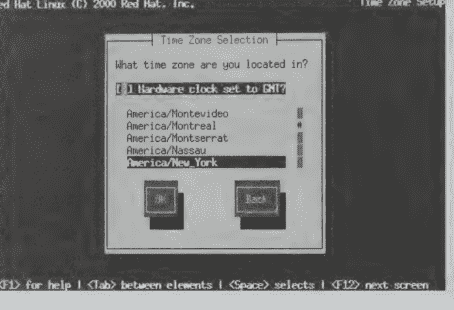 ed Hat Linux (C) 2000 Red Hat, Inc. Time Zone Setup
Time Zone Selection
What time zone are you located in?
[ ] Hardware clock set to GMT?
America/Montevideo
America/Montreal
America/Montserrat
America/Nassau
America/New_York
OK Back
<F1> for help | <Tab> between elements | <Space> selects | <F12> next screen